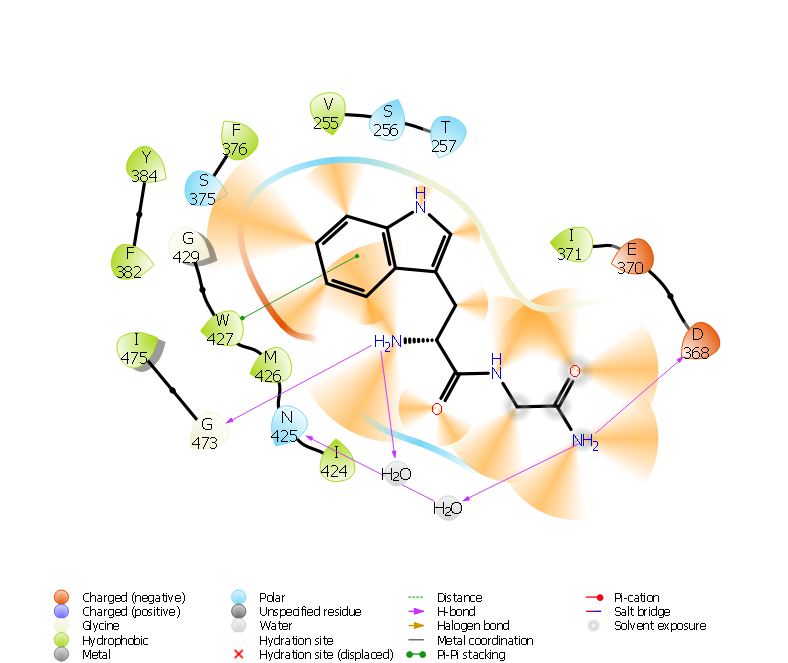 V
255
S
256
T
257
F
376
Y
384
S
375
H
N
G
429
I
371
E
370
F
382
W
427
I
475
H₂N
D
368
M
426
H
N
O
O
G
473
N
425
NH₂
I
424
H₂O
H₂O
Charged (negative) Polar Distance Pi-cation
Charged (positive) Unspecified residue H-bond Salt bridge
Glycine Water Halogen bond Solvent exposure
Hydrophobic Hydration site Metal coordination
Metal Hydration site (displaced) Pi-Pi stacking